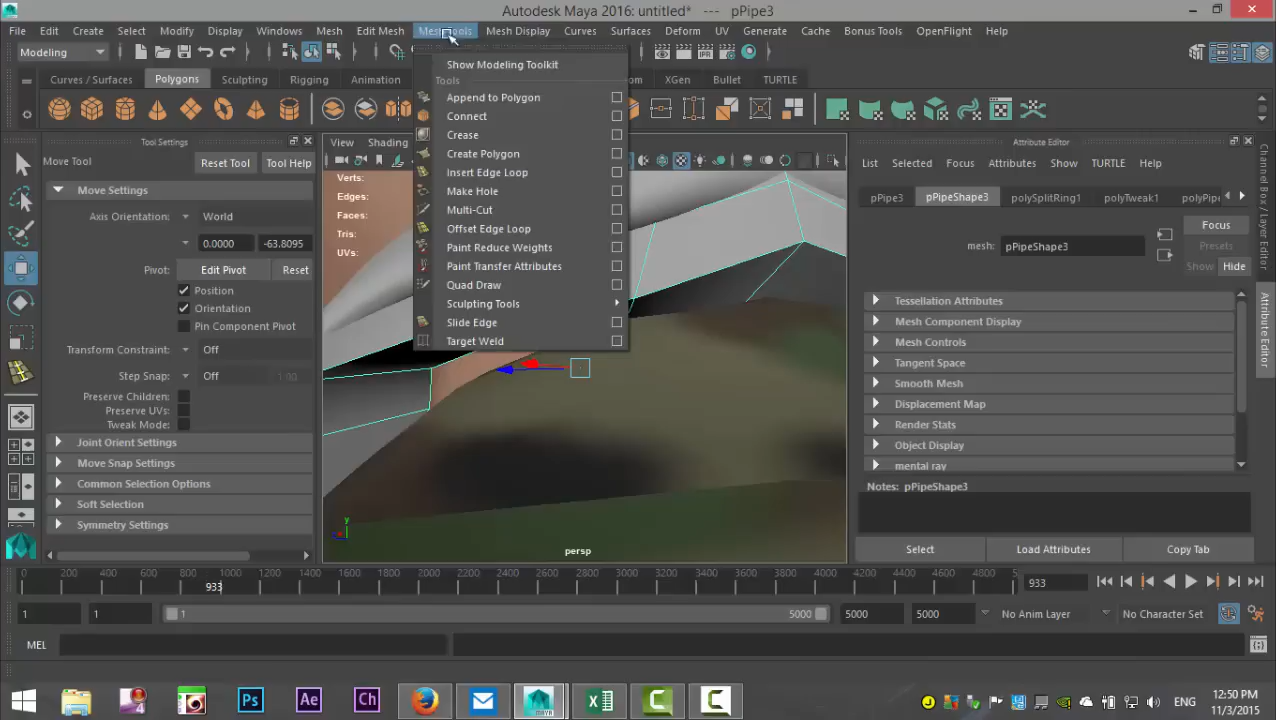 Autodesk Maya 2016: untitled*   ---   pPipe3
File Edit Create Select Modify Display Windows Mesh Edit Mesh Mesh Tools Mesh Display Curves Surfaces Deform UV Generate Cache Bonus Tools OpenFlight Help
Modeling
Curves / Surfaces Polygons Sculpting Rigging Animation XGen Bullet TURTLE
Show Modeling Toolkit
Tools
Append to Polygon
Connect
Crease
Create Polygon
Insert Edge Loop
Make Hole
Multi-Cut
Offset Edge Loop
Paint Reduce Weights
Paint Transfer Attributes
Quad Draw
Sculpting Tools
Slide Edge
Target Weld
Tool Settings
Move Tool Reset Tool Tool Help
Move Settings
Axis Orientation: World
0.0000 -63.8095
Pivot: Edit Pivot Reset
Position
Orientation
Pin Component Pivot
Transform Constraint: Off
Step Snap: Off 1.00
Preserve Children:
Preserve UVs:
Tweak Mode:
Joint Orient Settings
Move Snap Settings
Common Selection Options
Soft Selection
Symmetry Settings
View Shading
Verts:
Edges:
Faces:
Tris:
UVs:
y
persp
Attribute Editor
List Selected Focus Attributes Show TURTLE Help
pPipe3 pPipeShape3 polySplitRing1 polyTweak1 polyPip
Focus
mesh: pPipeShape3
Presets
Show Hide
Tessellation Attributes
Mesh Component Display
Mesh Controls
Tangent Space
Smooth Mesh
Displacement Map
Render Stats
Object Display
mental ray
Notes: pPipeShape3
Select Load Attributes Copy Tab
Channel Box / Layer Editor
Attribute Editor
0 200 400 600 800 1000 1200 1400 1600 1800 2000 2200 2400 2600 2800 3000 3200 3400 3600 3800 4000 4200 4400 4600 4800 5
933
933
1 1 1 5000 5000 5000 No Anim Layer No Character Set
MEL
Ps Ae Ch
ENG
12:50 PM
11/3/2015